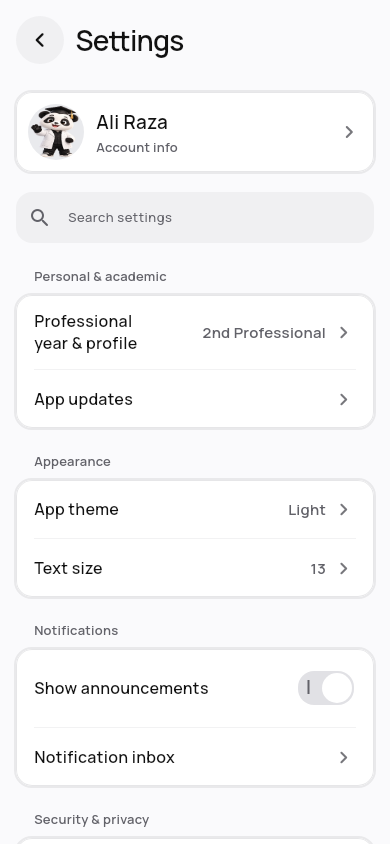 Settings
Ali Raza
Account info
Search settings
Personal & academic
Professional
year & profile
2nd Professional
App updates
Appearance
App theme
Light
Text size
13
Notifications
Show announcements
Notification inbox
Security & privacy